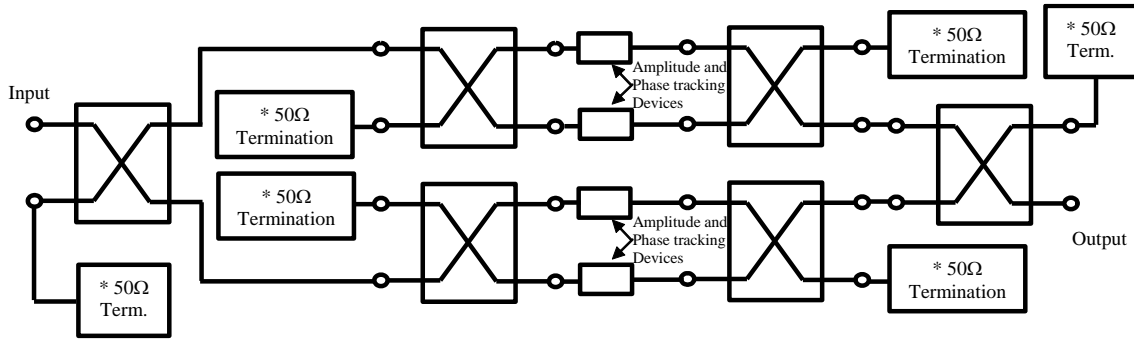 Input
* 50Ω
Term.
* 50Ω
Termination
* 50Ω
Termination
Amplitude and
Phase tracking
Devices
Amplitude and
Phase tracking
Devices
* 50Ω
Termination
* 50Ω
Term.
* 50Ω
Termination
Output